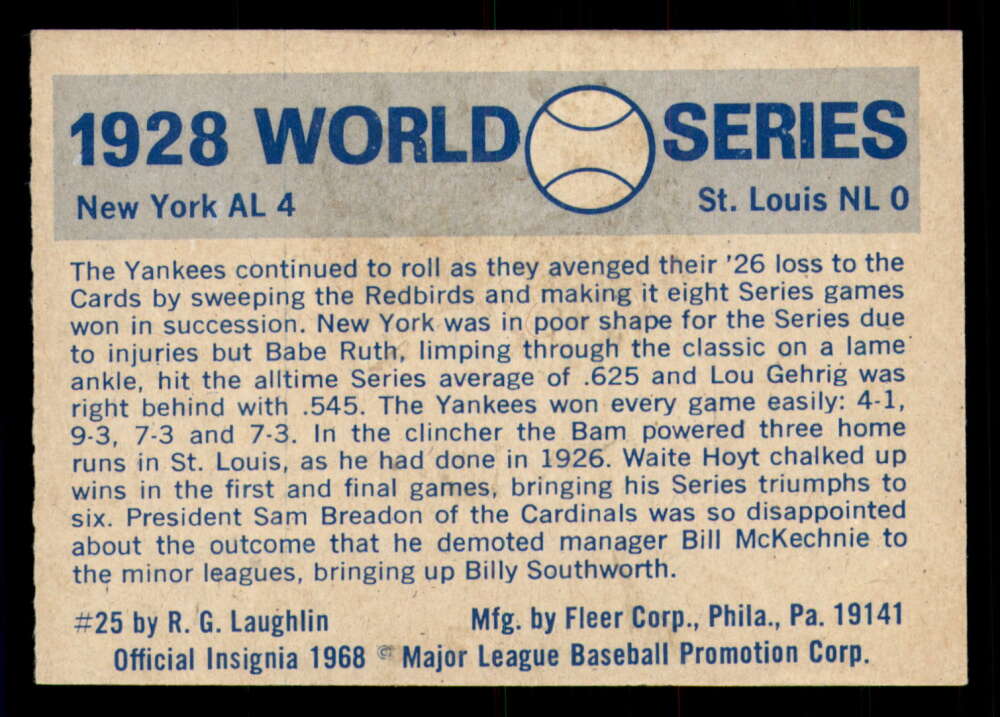 1928 WORLD SERIES
New York AL 4 St. Louis NL 0
The Yankees continued to roll as they avenged their '26 loss to the
Cards by sweeping the Redbirds and making it eight Series games
won in succession. New York was in poor shape for the Series due
to injuries but Babe Ruth, limping through the classic on a lame
ankle, hit the alltime Series average of .625 and Lou Gehrig was
right behind with .545. The Yankees won every game easily: 4-1,
9-3, 7-3 and 7-3. In the clincher the Bam powered three home
runs in St. Louis, as he had done in 1926. Waite Hoyt chalked up
wins in the first and final games, bringing his Series triumphs to
six. President Sam Breadon of the Cardinals was so disappointed
about the outcome that he demoted manager Bill McKechnie to
the minor leagues, bringing up Billy Southworth.
#25 by R. G. Laughlin Mfg. by Fleer Corp., Phila., Pa. 19141
Official Insignia 1968 © Major League Baseball Promotion Corp.